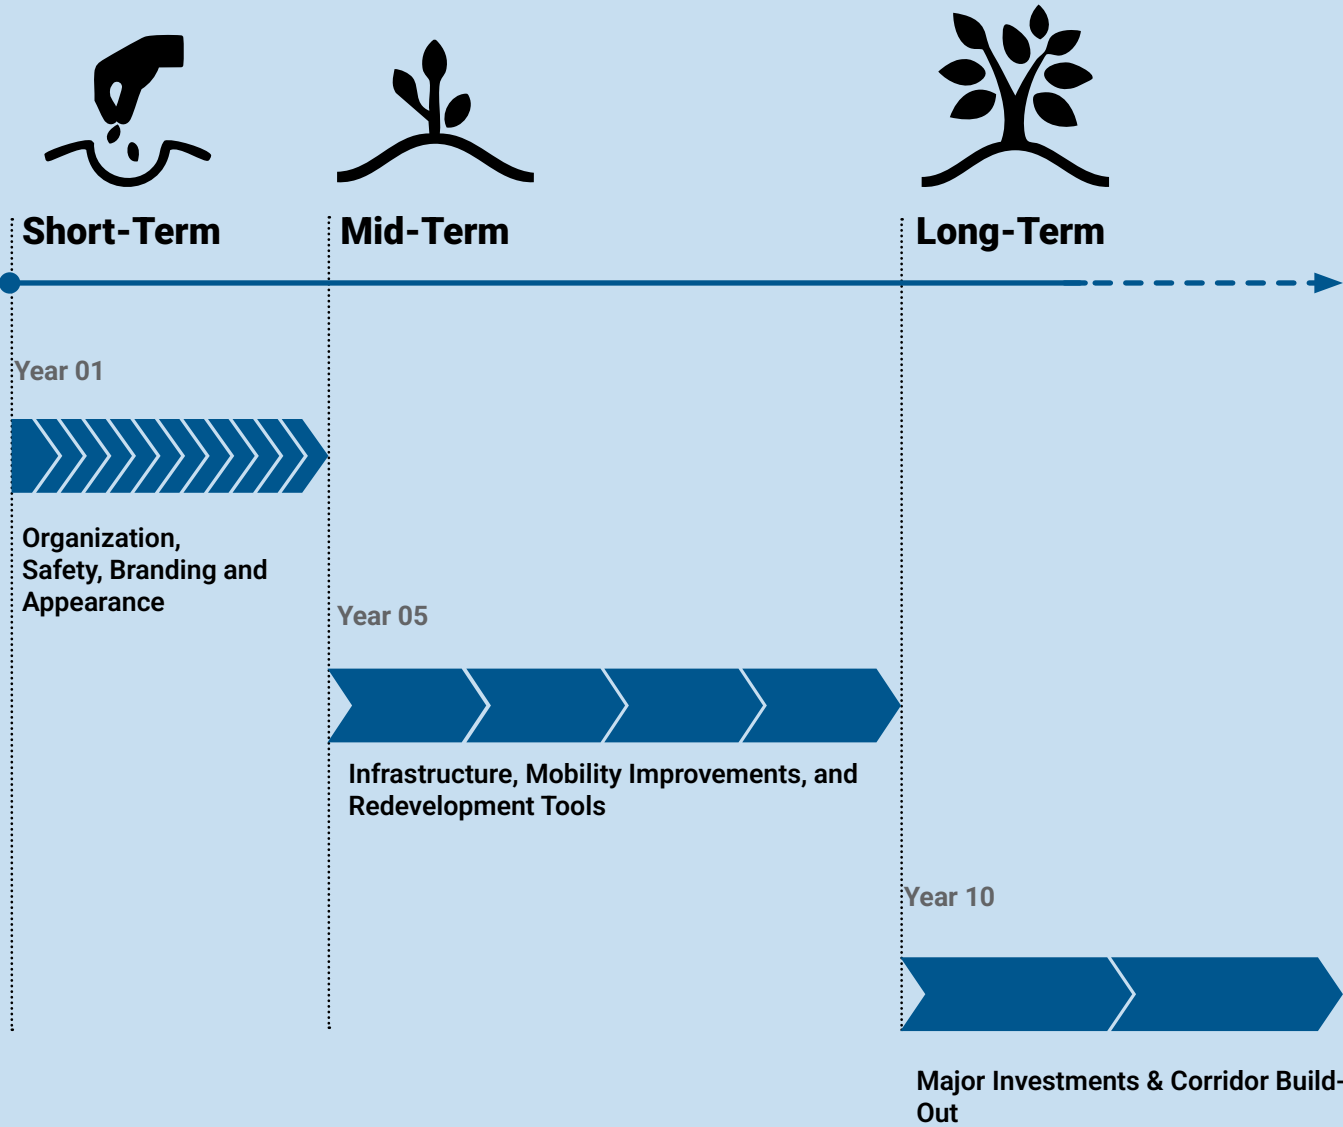 Short-Term
Mid-Term
Long-Term
Year 01
Organization,
Safety, Branding and
Appearance
Year 05
Infrastructure, Mobility Improvements, and
Redevelopment Tools
Year 10
Major Investments & Corridor Build-
Out